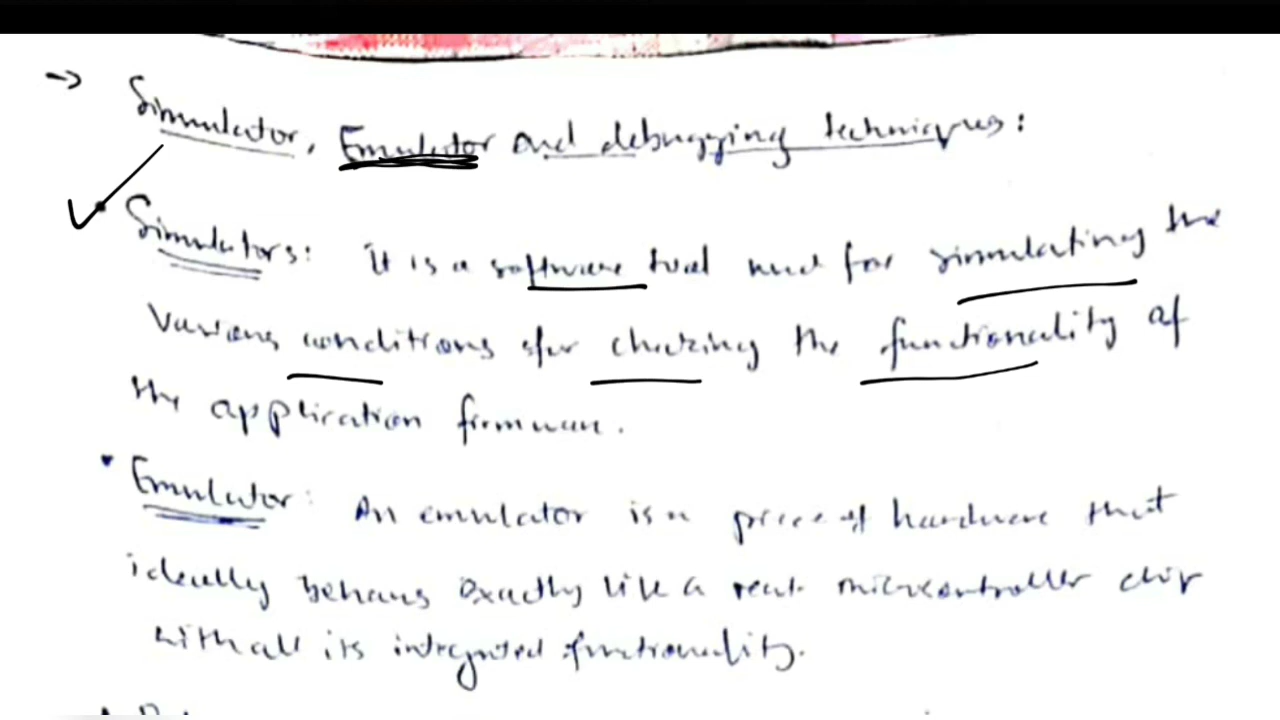 → Simulator, Emulator and debugging techniques:
• Simulators: It is a software tool used for simulating the
various conditions for checking the functionality of
the application firmware.
• Emulator: An emulator is a piece of hardware that
ideally behaves exactly like a real microcontroller chip
with all its integrated functionality.